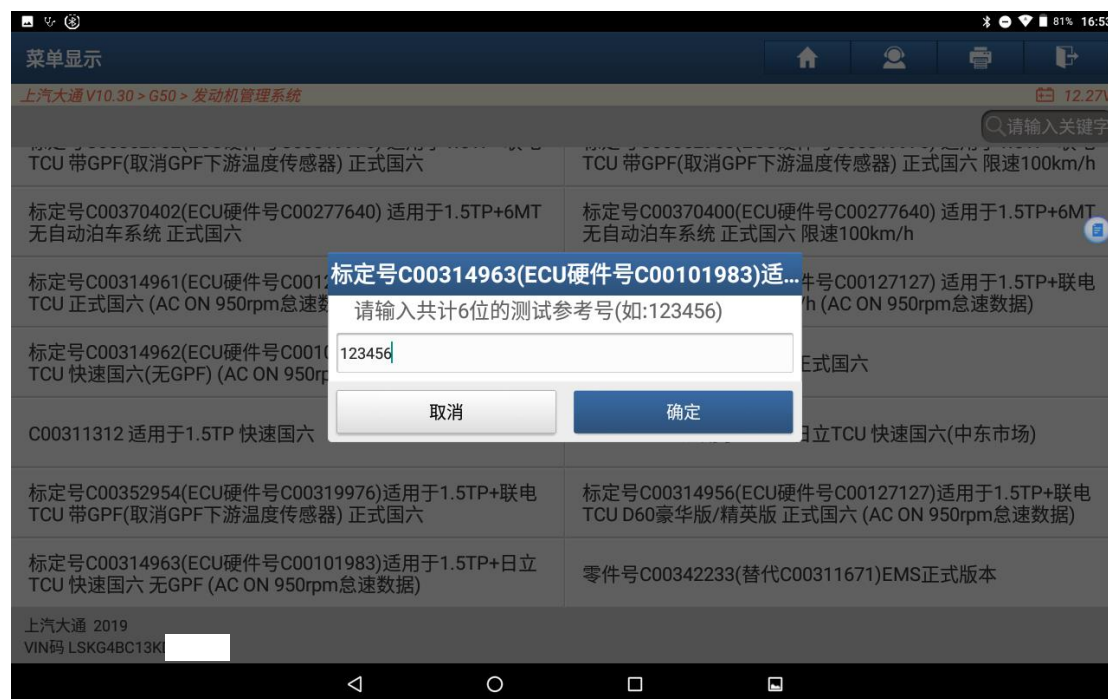 81% 16:53
菜单显示
上汽大通 V10.30 > G50 > 发动机管理系统
12.27V
请输入关键字
TCU 带GPF(取消GPF下游温度传感器) 正式国六
TCU 带GPF(取消GPF下游温度传感器) 正式国六 限速100km/h
标定号C00370402(ECU硬件号C00277640) 适用于1.5TP+6MT
无自动泊车系统 正式国六
标定号C00370400(ECU硬件号C00277640) 适用于1.5TP+6MT
无自动泊车系统 正式国六 限速100km/h
标定号C00314963(ECU硬件号C00101983)适...
请输入共计6位的测试参考号(如:123456)
123456
取消
确定
标定号C00314961(ECU硬件号C0012
TCU 正式国六 (AC ON 950rpm怠速数
件号C00127127) 适用于1.5TP+联电
/h (AC ON 950rpm怠速数据)
标定号C00314962(ECU硬件号C0010
TCU 快速国六(无GPF) (AC ON 950rp
正式国六
C00311312 适用于1.5TP 快速国六
日立TCU 快速国六(中东市场)
标定号C00352954(ECU硬件号C00319976)适用于1.5TP+联电
TCU 带GPF(取消GPF下游温度传感器) 正式国六
标定号C00314956(ECU硬件号C00127127)适用于1.5TP+联电
TCU D60豪华版/精英版 正式国六 (AC ON 950rpm怠速数据)
标定号C00314963(ECU硬件号C00101983)适用于1.5TP+日立
TCU 快速国六 无GPF (AC ON 950rpm怠速数据)
零件号C00342233(替代C00311671)EMS正式版本
上汽大通 2019
VIN码 LSKG4BC13K